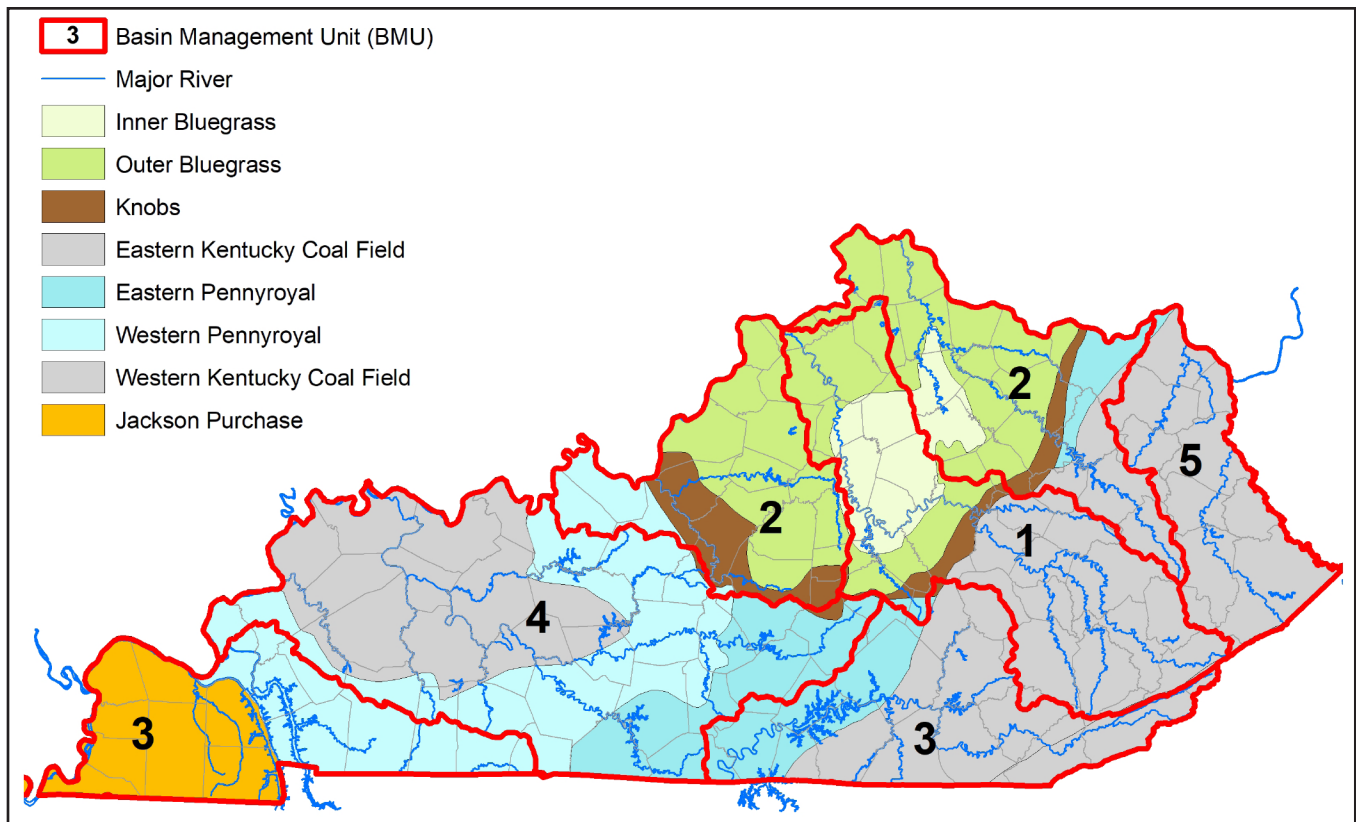 3 Basin Management Unit (BMU)
Major River
Inner Bluegrass
Outer Bluegrass
Knobs
Eastern Kentucky Coal Field
Eastern Pennyroyal
Western Pennyroyal
Western Kentucky Coal Field
Jackson Purchase
2
5
2
1
4
3
3